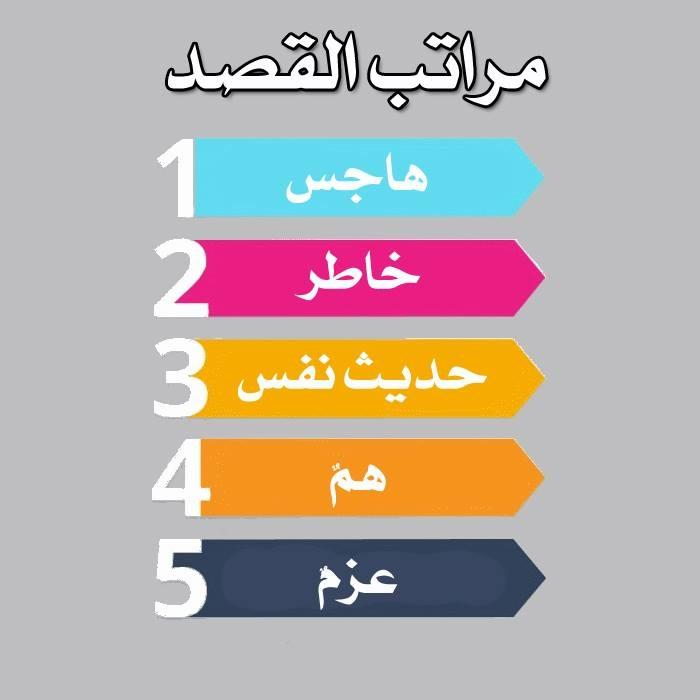 مراتب القصد
1 هاجس
2 خاطر
3 حديث نفس
4 همٌّ
5 عزمٌ